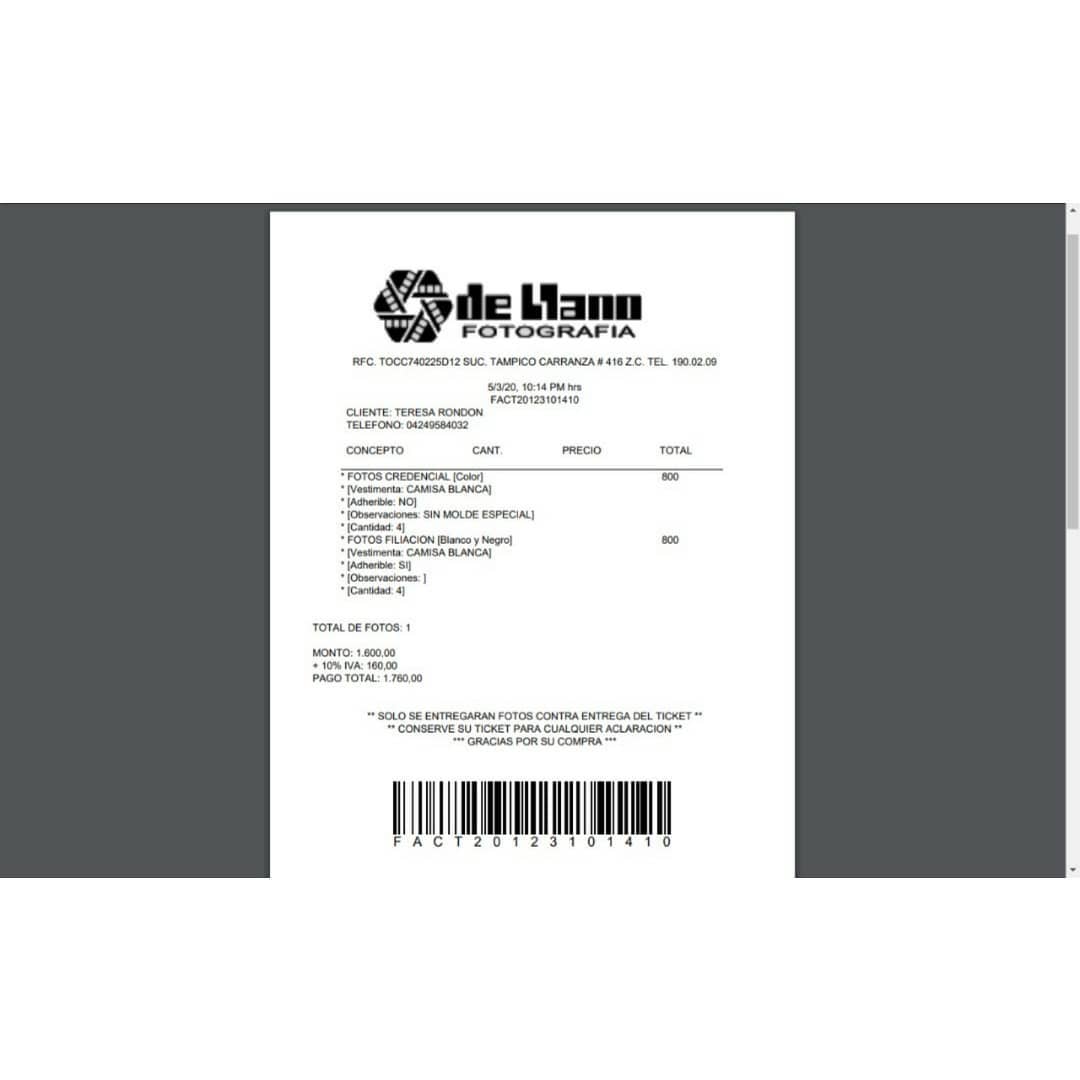 de Llano
FOTOGRAFIA
RFC. TOCC740225D12 SUC. TAMPICO CARRANZA # 416 Z.C. TEL. 190.02.09
5/3/20, 10:14 PM hrs
FACT20123101410
CLIENTE: TERESA RONDON
TELEFONO: 04249584032
CONCEPTO CANT. PRECIO TOTAL
* FOTOS CREDENCIAL [Color] 800
* [Vestimenta: CAMISA BLANCA]
* [Adherible: NO]
* [Observaciones: SIN MOLDE ESPECIAL]
* [Cantidad: 4]
* FOTOS FILIACION [Blanco y Negro] 800
* [Vestimenta: CAMISA BLANCA]
* [Adherible: SI]
* [Observaciones: ]
* [Cantidad: 4]
TOTAL DE FOTOS: 1
MONTO: 1.600,00
+ 10% IVA: 160,00
PAGO TOTAL: 1.760,00
** SOLO SE ENTREGARAN FOTOS CONTRA ENTREGA DEL TICKET **
** CONSERVE SU TICKET PARA CUALQUIER ACLARACION **
*** GRACIAS POR SU COMPRA ***
FACT20123101410